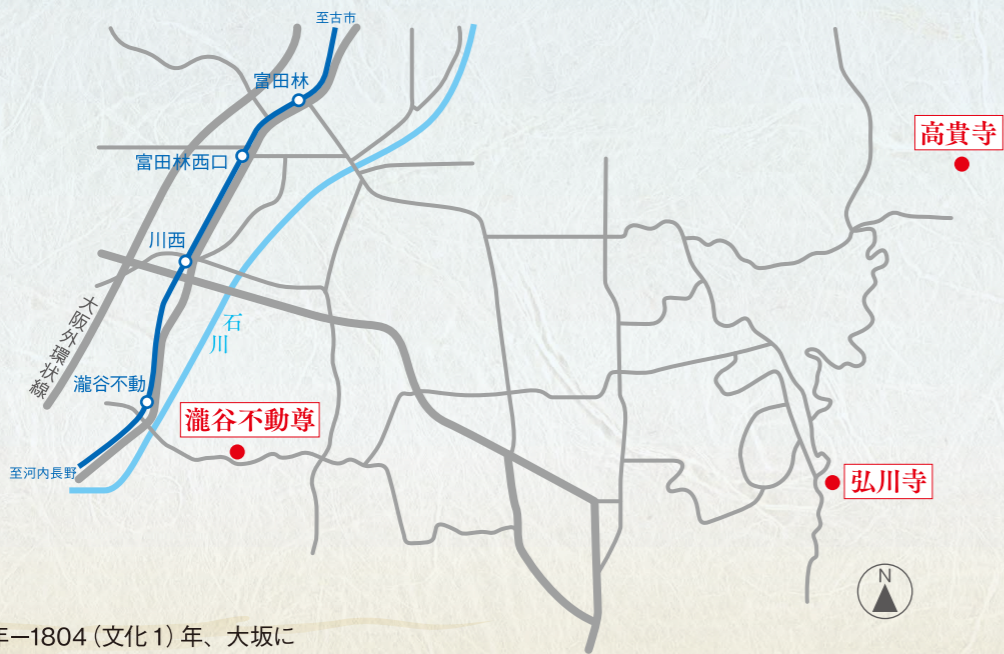 至古市
富田林
高貴寺
富田林西口
川西
大阪外環状線
石川
瀧谷不動
瀧谷不動尊
至河内長野
弘川寺
N
年−1804（文化1）年、大坂に